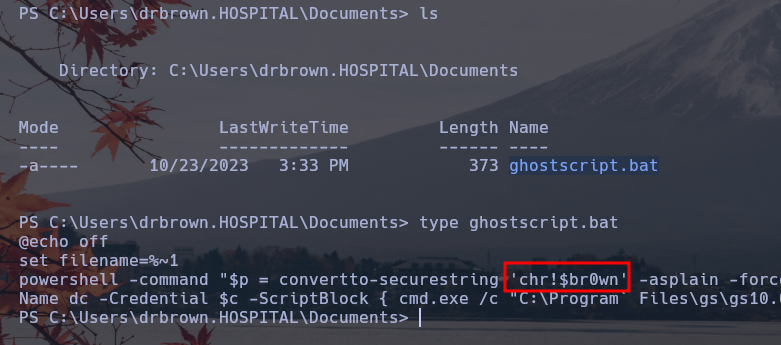 PS C:\Users\drbrown.HOSPITAL\Documents> ls
Directory: C:\Users\drbrown.HOSPITAL\Documents
Mode LastWriteTime Length Name
---- ------------- ------ ----
-a---- 10/23/2023 3:33 PM 373 ghostscript.bat
PS C:\Users\drbrown.HOSPITAL\Documents> type ghostscript.bat
@echo off
set filename=%~1
powershell -command "$p = convertto-securestring 'chr!$br0wn' -asplain -force
Name dc -Credential $c -ScriptBlock { cmd.exe /c "C:\Program` Files\gs\gs10.0
PS C:\Users\drbrown.HOSPITAL\Documents>